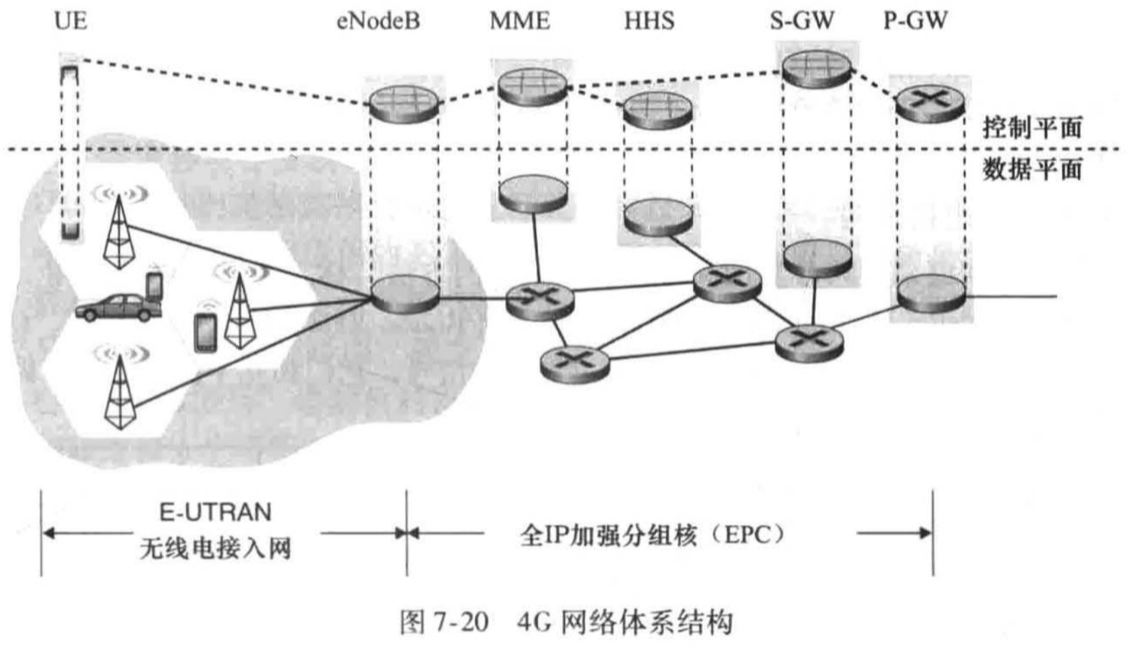 UE eNodeB MME HHS S-GW P-GW
控制平面
数据平面
E-UTRAN
无线电接入网
全IP加强分组核（EPC）
图 7-20 4G 网络体系结构